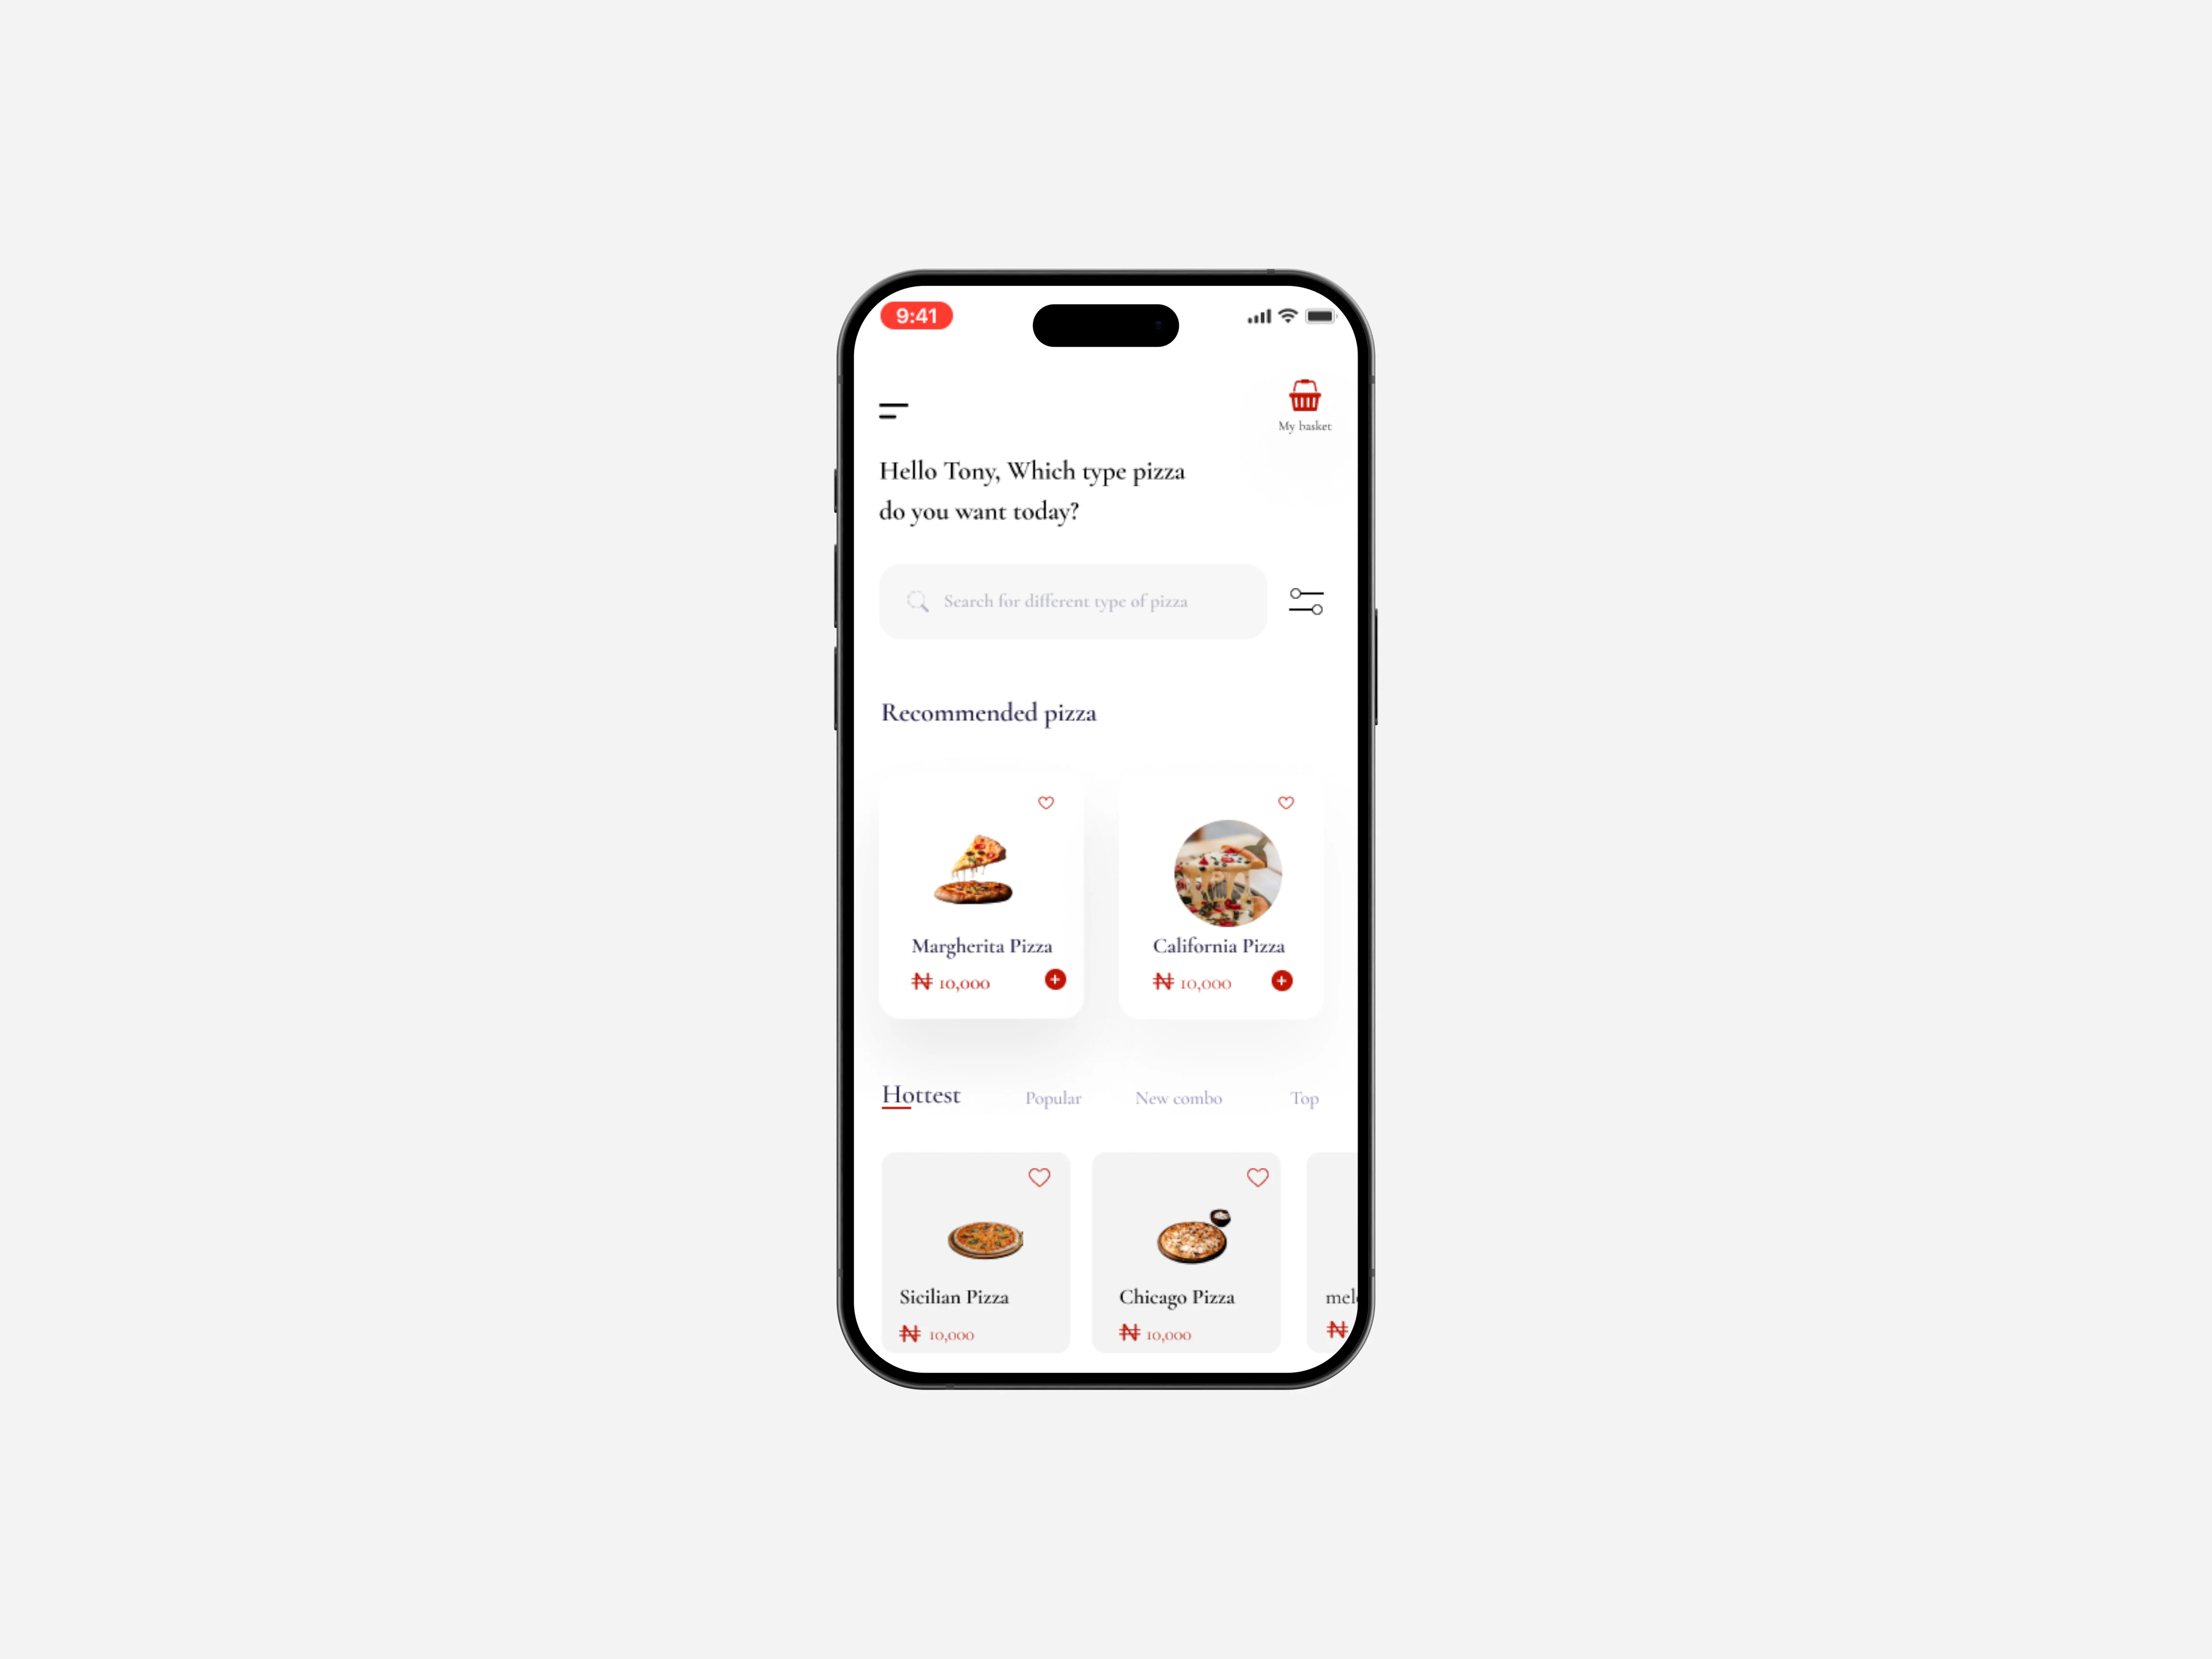 9:41
My basket
Hello Tony, Which type pizza
do you want today?
Search for different type of pizza
Recommended pizza
Margherita Pizza
₦ 10,000
California Pizza
₦ 10,000
Hottest
Popular
New combo
Top
Sicilian Pizza
₦ 10,000
Chicago Pizza
₦ 10,000
₦